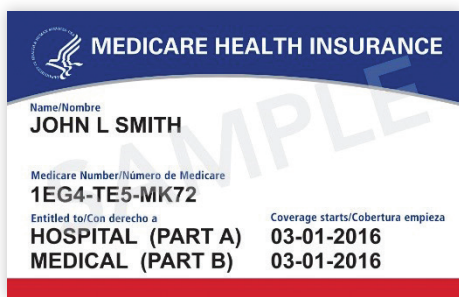 MEDICARE HEALTH INSURANCE
Name/Nombre
JOHN L SMITH
Medicare Number/Número de Medicare
1EG4-TE5-MK72
Entitled to/Con derecho a
Coverage starts/Cobertura empieza
HOSPITAL (PART A) 03-01-2016
MEDICAL (PART B) 03-01-2016
SAMPLE